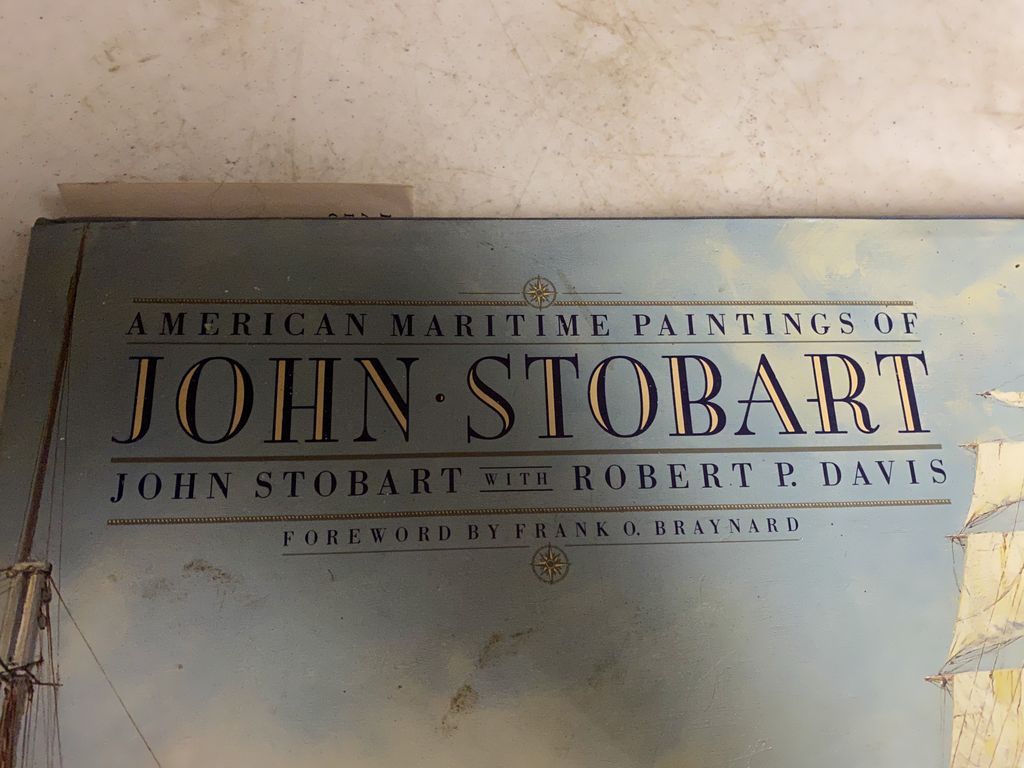 AMERICAN MARITIME PAINTINGS OF
JOHN · STOBART
JOHN STOBART WITH ROBERT P. DAVIS
FOREWORD BY FRANK O. BRAYNARD